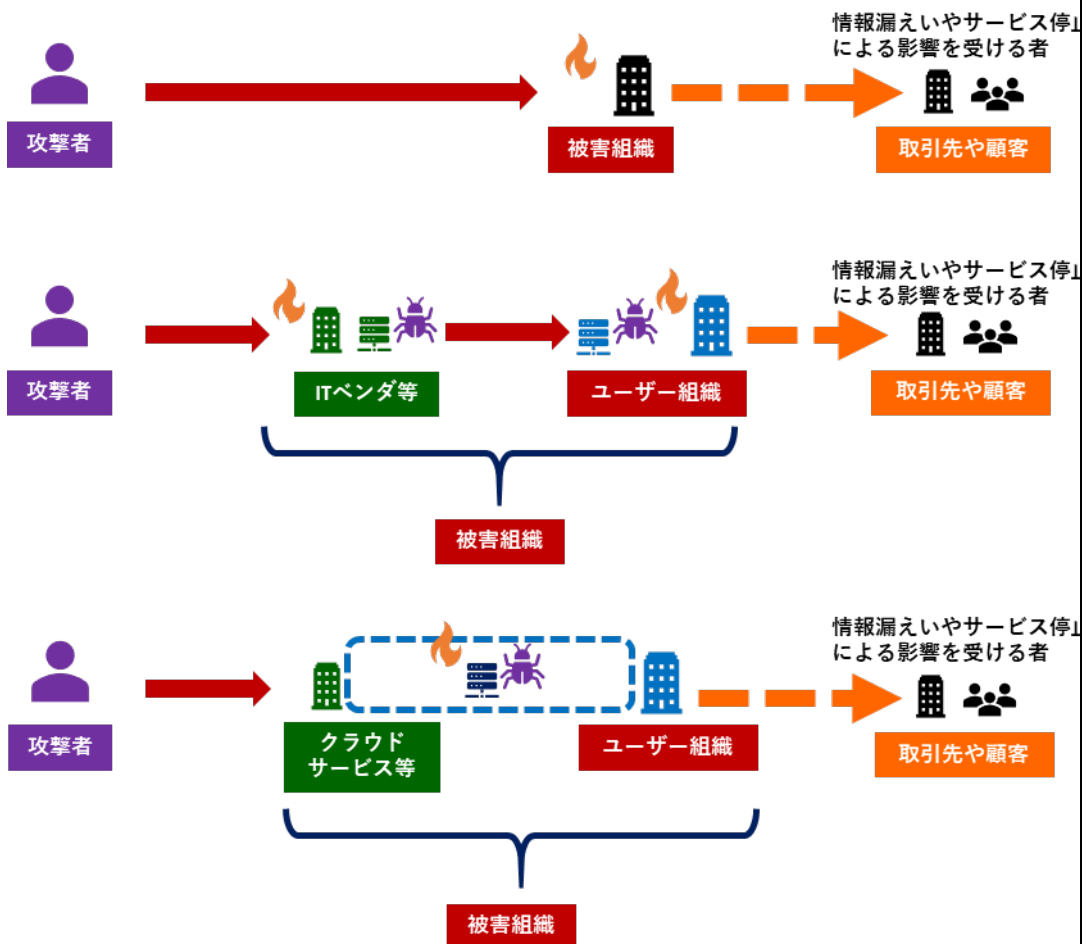 情報漏えいやサービス停止
による影響を受ける者
攻撃者
被害組織
取引先や顧客
情報漏えいやサービス停止
による影響を受ける者
攻撃者
ITベンダ等
ユーザー組織
取引先や顧客
被害組織
情報漏えいやサービス停止
による影響を受ける者
攻撃者
クラウド
サービス等
ユーザー組織
取引先や顧客
被害組織